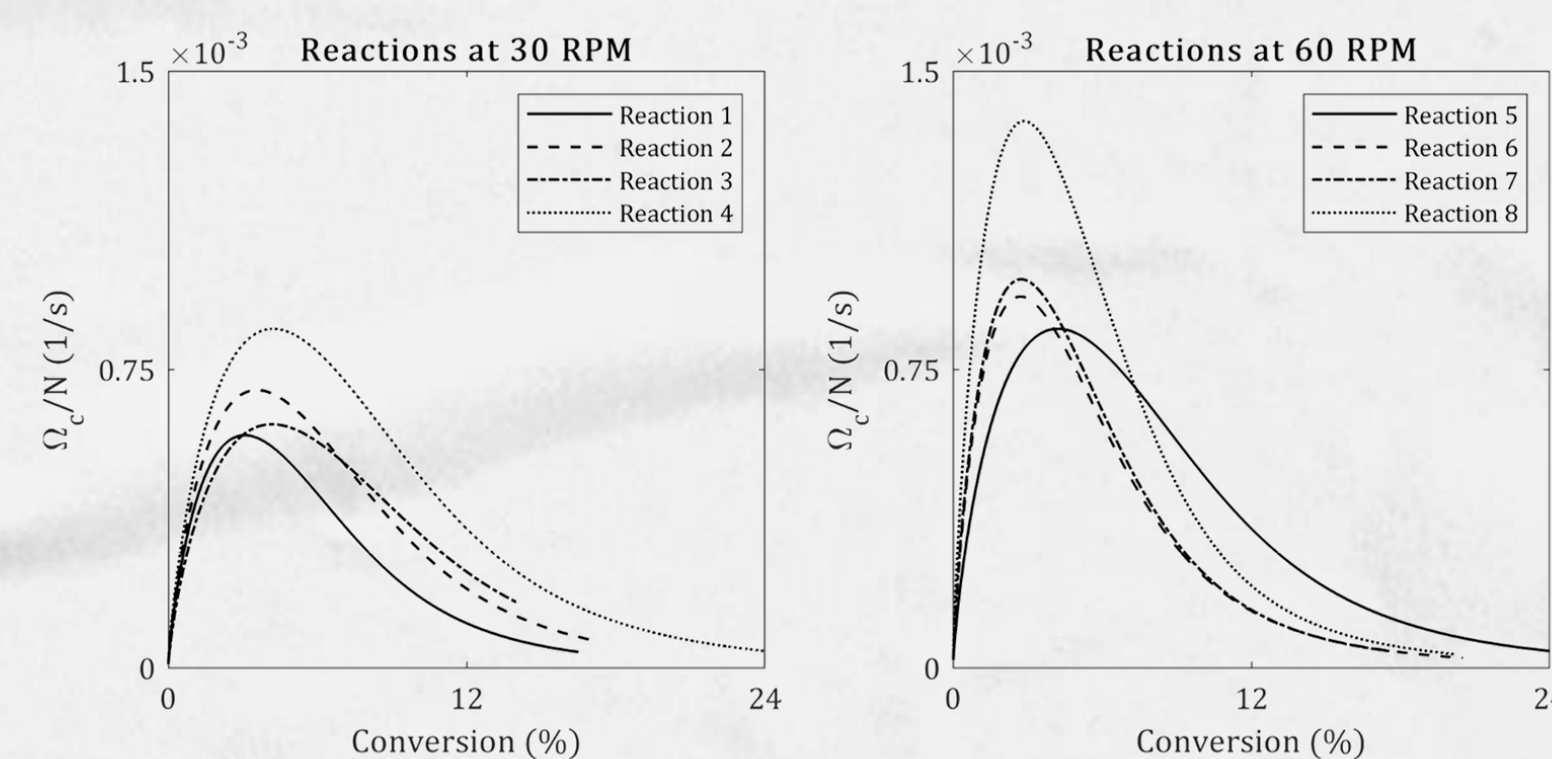 ×10-3 Reactions at 30 RPM
1.5
Reaction 1
Reaction 2
Reaction 3
Reaction 4
0.75
0
0 12 24
Ωc/N (1/s)
Conversion (%)
×10-3 Reactions at 60 RPM
1.5
Reaction 5
Reaction 6
Reaction 7
Reaction 8
0.75
0
0 12
Ωc/N (1/s)
Conversion (%)